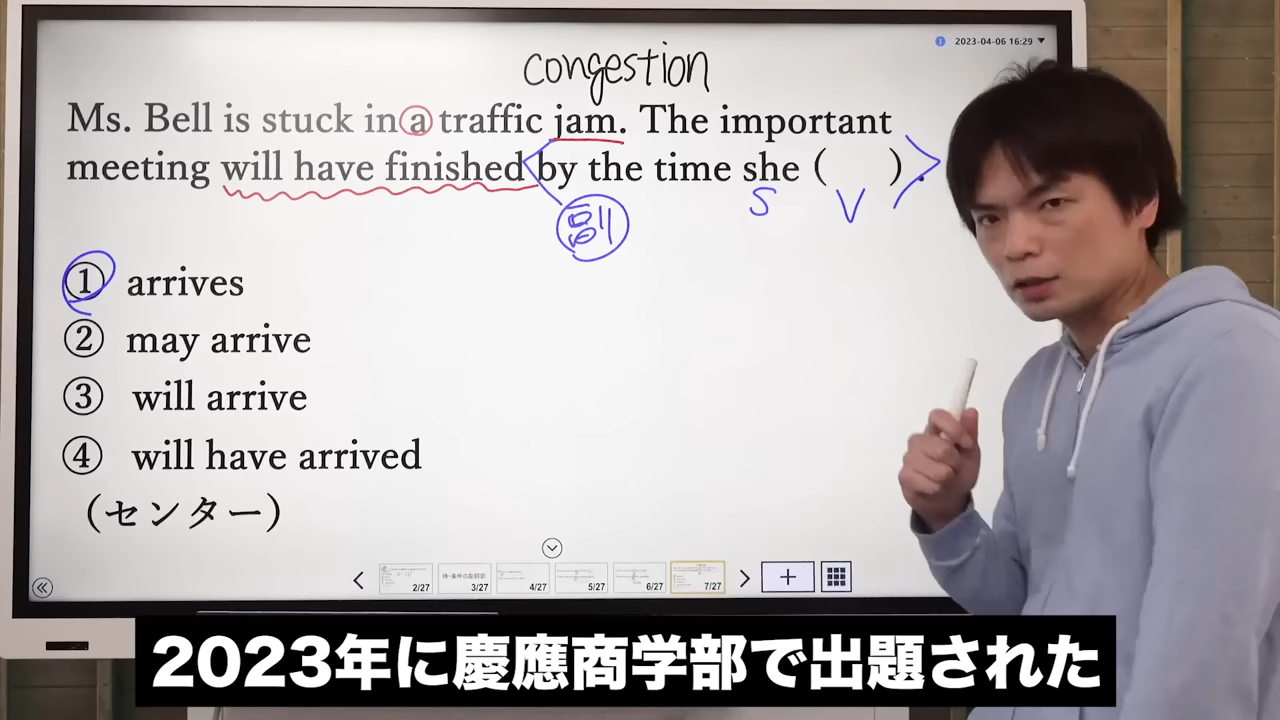 2023-04-06 16:29
congestion
Ms. Bell is stuck in a traffic jam. The important
meeting will have finished by the time she (　　).
副
S V
① arrives
② may arrive
③ will arrive
④ will have arrived
(センター)
2/27 3/27 4/27 5/27 6/27 7/27
2023年に慶應商学部で出題された